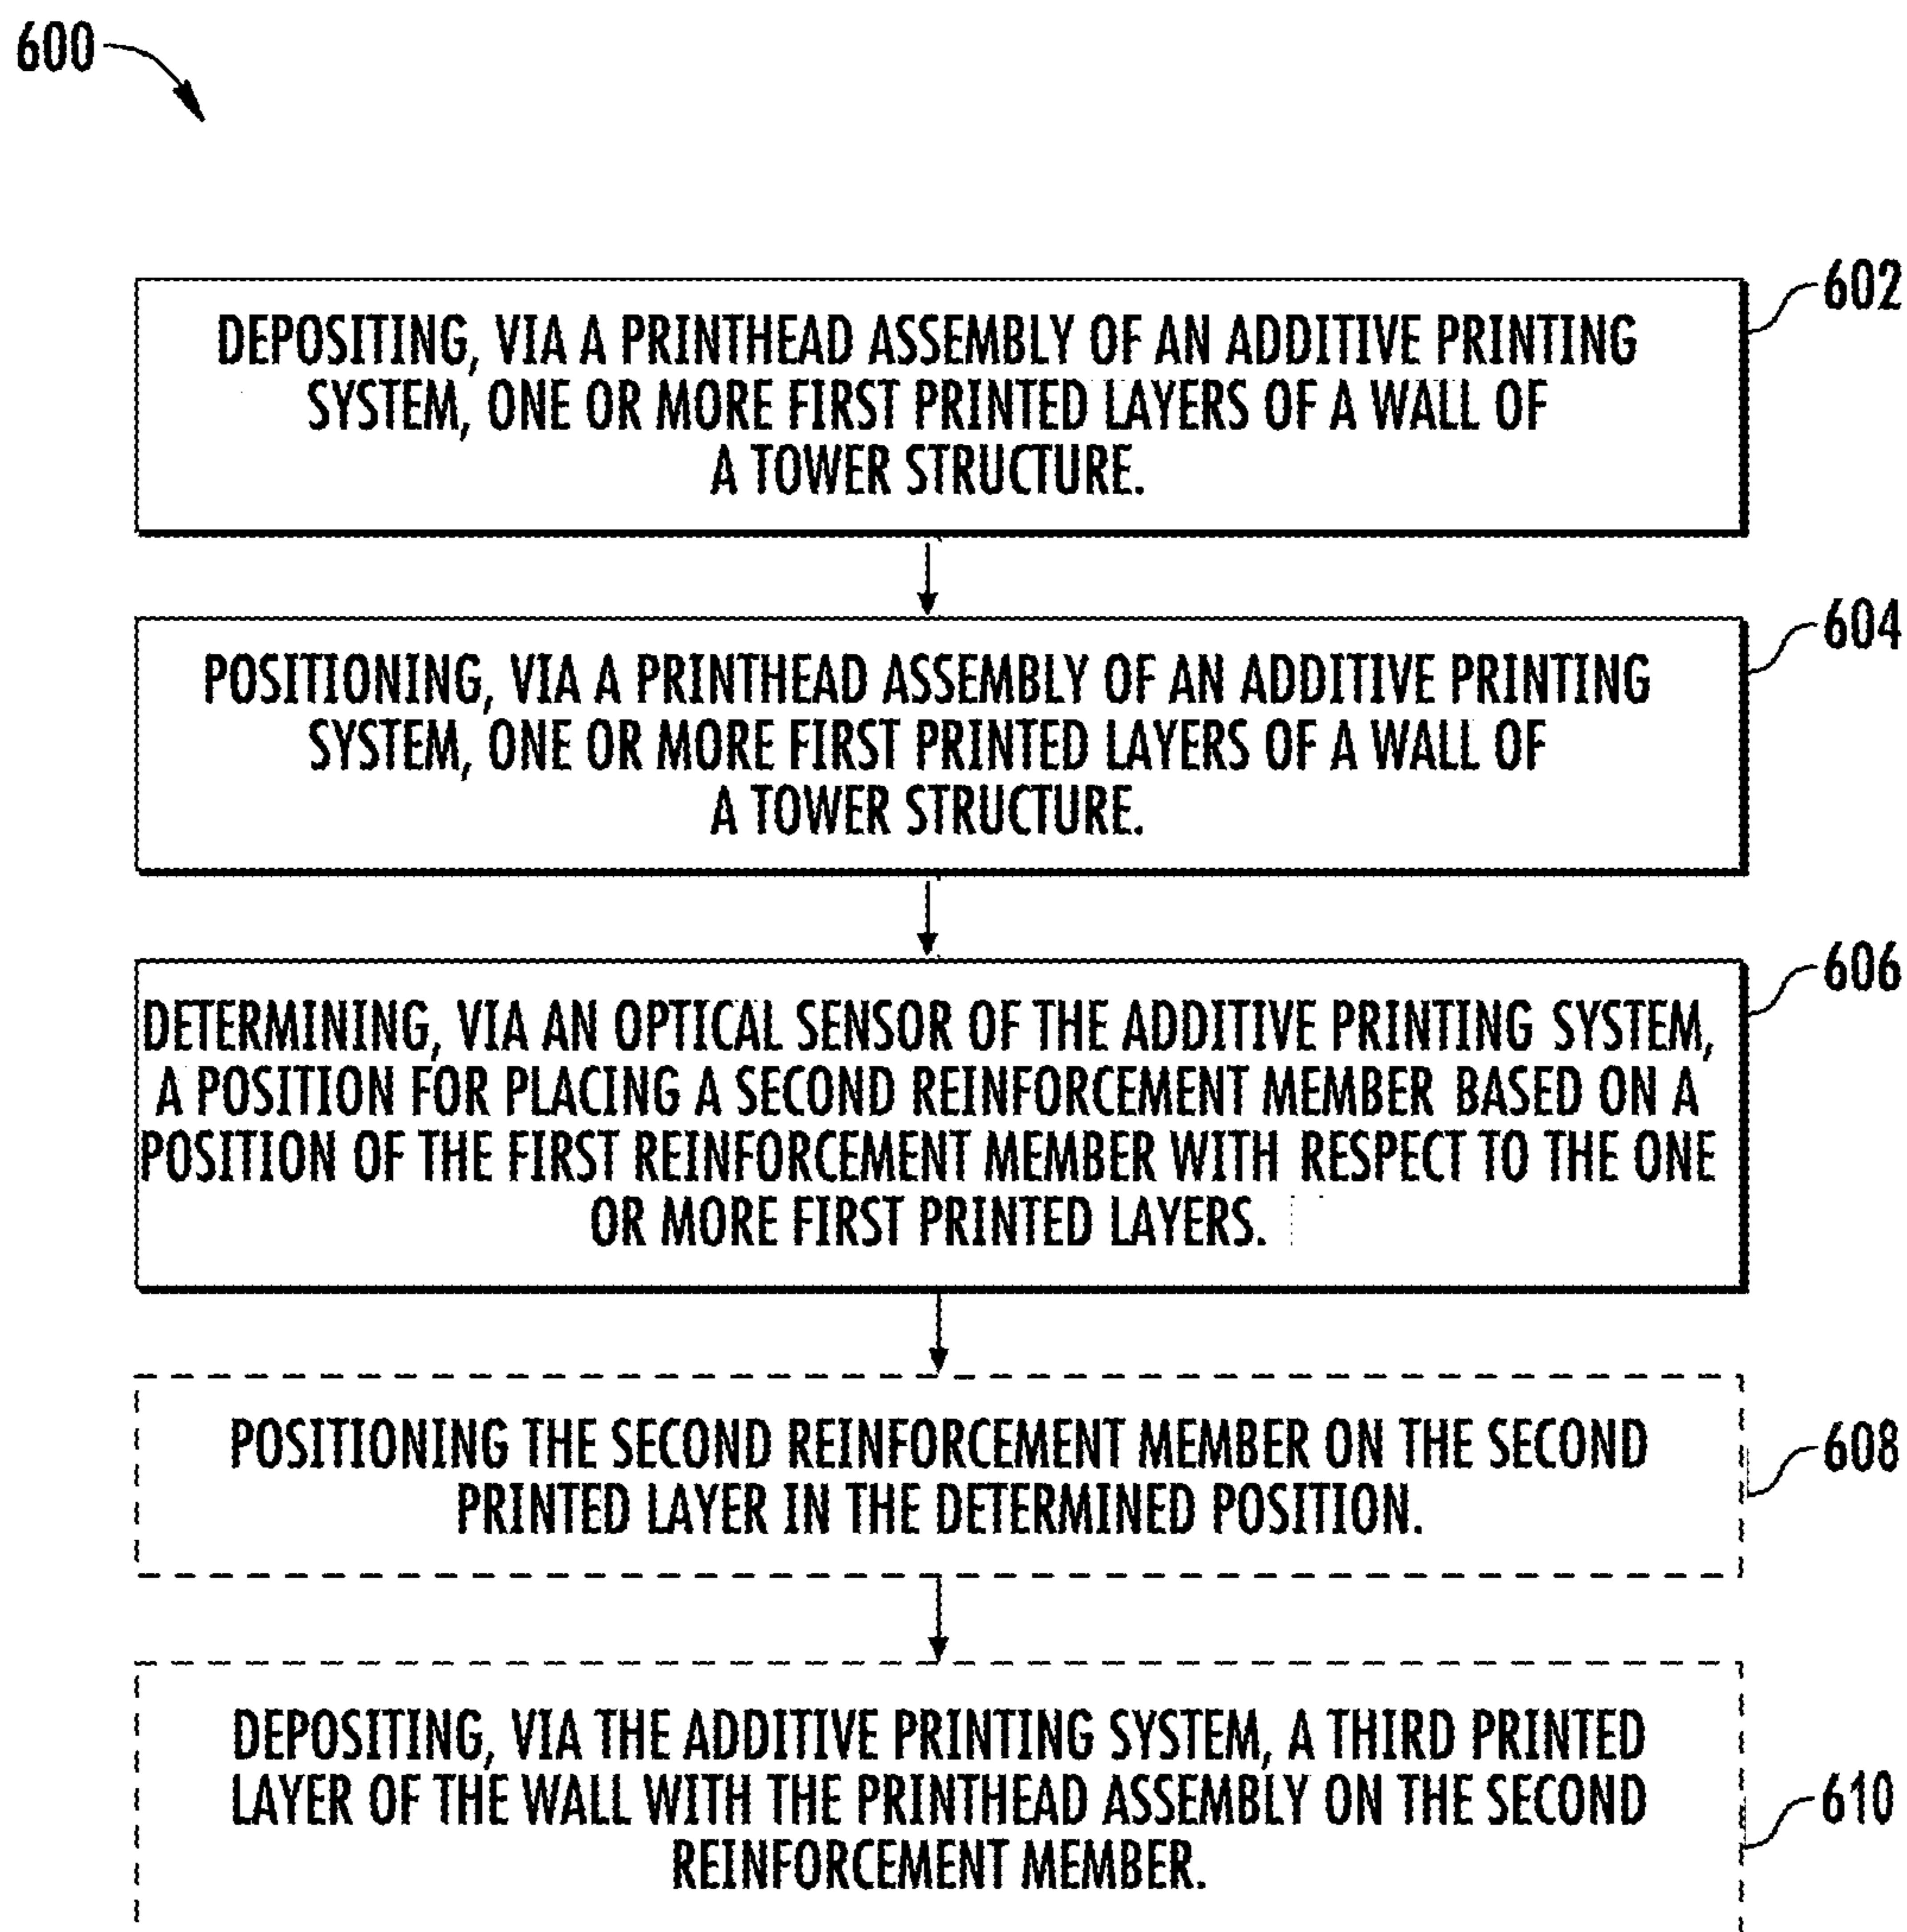 600
602
DEPOSITING, VIA A PRINTHEAD ASSEMBLY OF AN ADDITIVE PRINTING
SYSTEM, ONE OR MORE FIRST PRINTED LAYERS OF A WALL OF
A TOWER STRUCTURE.
604
POSITIONING, VIA A PRINTHEAD ASSEMBLY OF AN ADDITIVE PRINTING
SYSTEM, ONE OR MORE FIRST PRINTED LAYERS OF A WALL OF
A TOWER STRUCTURE.
606
DETERMINING, VIA AN OPTICAL SENSOR OF THE ADDITIVE PRINTING SYSTEM,
A POSITION FOR PLACING A SECOND REINFORCEMENT MEMBER BASED ON A
POSITION OF THE FIRST REINFORCEMENT MEMBER WITH RESPECT TO THE ONE
OR MORE FIRST PRINTED LAYERS.
608
POSITIONING THE SECOND REINFORCEMENT MEMBER ON THE SECOND
PRINTED LAYER IN THE DETERMINED POSITION.
610
DEPOSITING, VIA THE ADDITIVE PRINTING SYSTEM, A THIRD PRINTED
LAYER OF THE WALL WITH THE PRINTHEAD ASSEMBLY ON THE SECOND
REINFORCEMENT MEMBER.